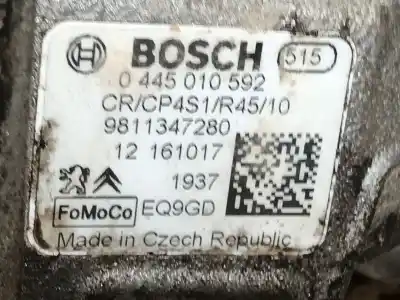 BOSCH 515
0 445 010 592
CR/CP4S1/R45/10
9811347280
12 161017
1937
FoMoCo EQ9GD
Made in Czech Republic